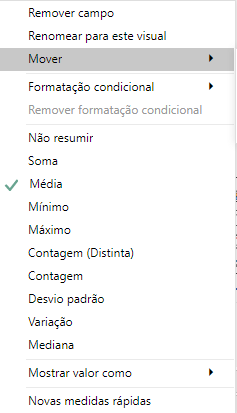 Remover campo
Renomear para este visual
Mover
Formatação condicional
Remover formatação condicional
Não resumir
Soma
Média
Mínimo
Máximo
Contagem (Distinta)
Contagem
Desvio padrão
Variação
Mediana
Mostrar valor como
Novas medidas rápidas